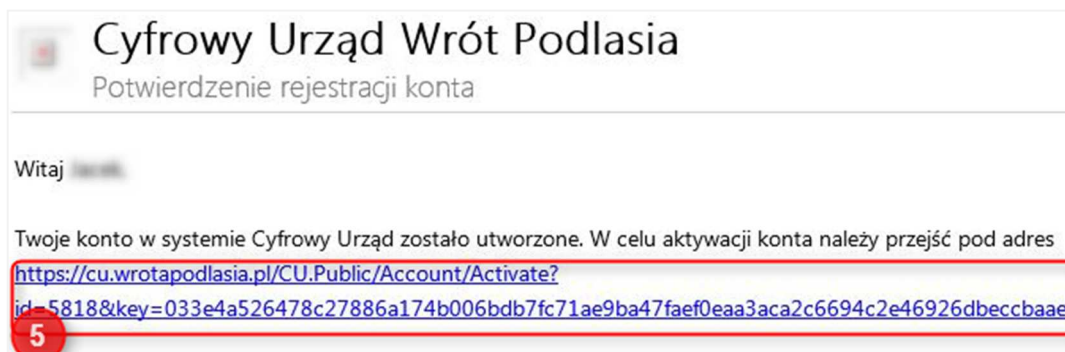 Cyfrowy Urząd Wrót Podlasia
Potwierdzenie rejestracji konta
Witaj
Twoje konto w systemie Cyfrowy Urząd zostało utworzone. W celu aktywacji konta należy przejść pod adres
https://cu.wrotapodlasia.pl/CU.Public/Account/Activate?
id=5818&key=033e4a526478c27886a174b006bdb7fc71ae9ba47faef0eaa3aca2c6694c2e46926dbeccbaae
5